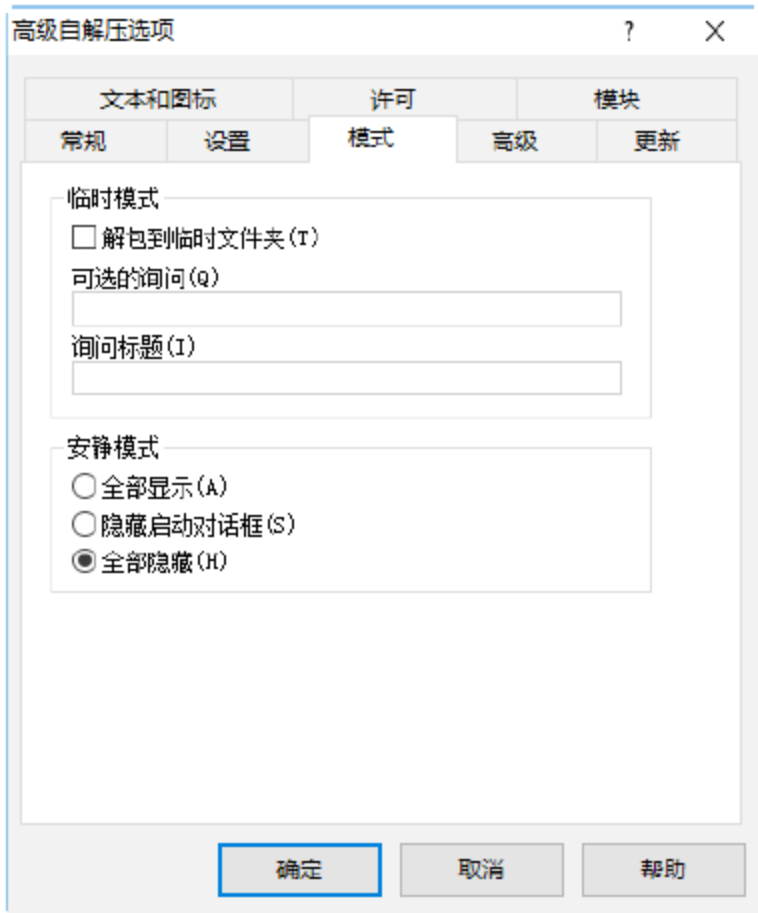 高级自解压选项 ? ×
文本和图标 许可 模块
常规 设置 模式 高级 更新
临时模式
解包到临时文件夹(T)
可选的询问(Q)
询问标题(I)
安静模式
全部显示(A)
隐藏启动对话框(S)
全部隐藏(H)
确定 取消 帮助